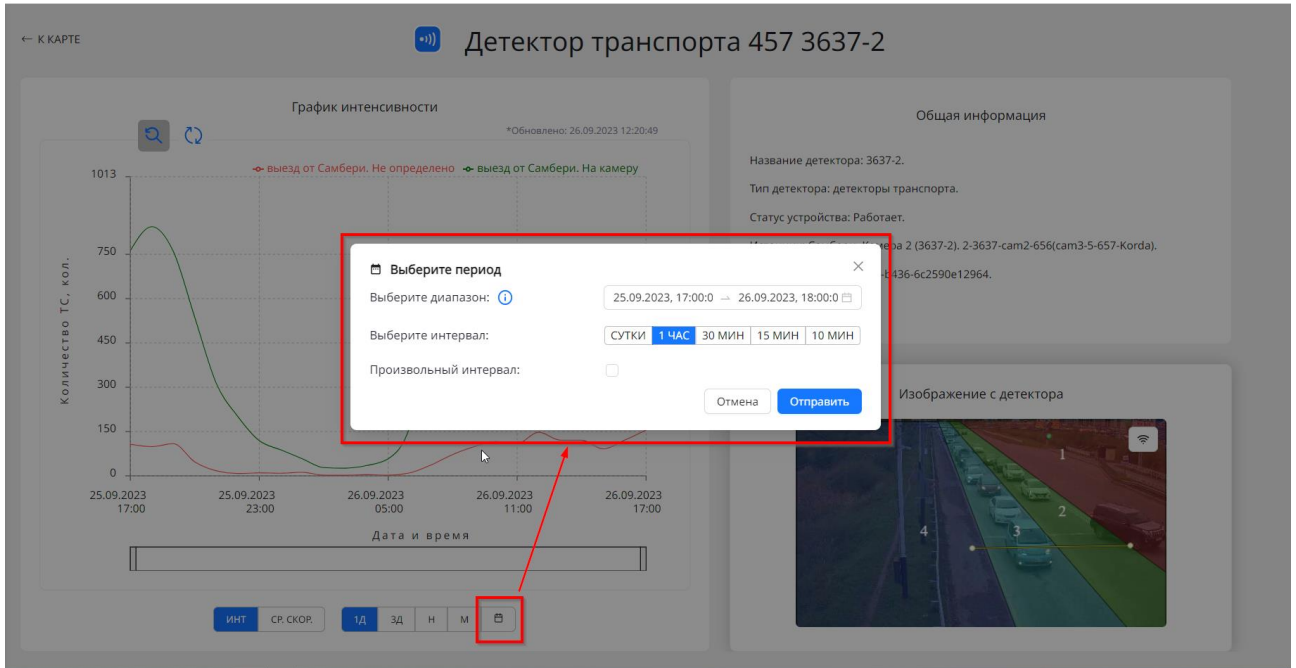 ← К КАРТЕ
Детектор транспорта 457 3637-2
График интенсивности
*Обновлено: 26.09.2023 12:20:49
выезд от Самбери. Не определено
выезд от Самбери. На камеру
1013
750
600
450
300
150
0
Количество ТС, кол.
25.09.2023 17:00
25.09.2023 23:00
26.09.2023 05:00
26.09.2023 11:00
26.09.2023 17:00
Дата и время
ИНТ
СР. СКОР.
1Д
3Д
Н
М
Выберите период
Выберите диапазон:
25.09.2023, 17:00:0 → 26.09.2023, 18:00:0
Выберите интервал:
СУТКИ
1 ЧАС
30 МИН
15 МИН
10 МИН
Произвольный интервал:
Отмена
Отправить
Общая информация
Название детектора: 3637-2.
Тип детектора: детекторы транспорта.
Статус устройства: Работает.
2 (3637-2). 2-3637-cam2-656(cam3-5-657-Korda).
-b436-6c2590e12964.
Изображение с детектора
1
2
3
4